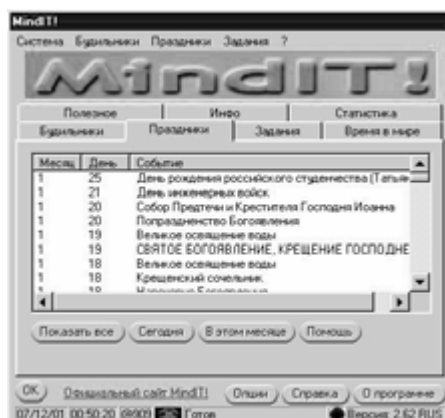 MindIT!
Система Будильники Праздники Задания ?
MindIT!
Полезное Инфо Статистика
Будильники Праздники Задания Время в мире
Месяц День Событие
1 25 День рождения российского студенчества (Татьян
1 21 День инженерных войск.
1 20 Собор Предтечи и Крестителя Господня Иоанна
1 20 Попразднество Богоявления
1 19 Великое освящение воды
1 19 СВЯТОЕ БОГОЯВЛЕНИЕ, КРЕЩЕНИЕ ГОСПОДНЕ
1 18 Великое освящение воды
1 18 Крещенский сочельник.
1 18
Показать все Сегодня В этом месяце Помощь
OK Официальный сайт MindIT! Опции Справка О программе
07/12/01 00:50:20 @909 Готов Версия 2.62 RUS